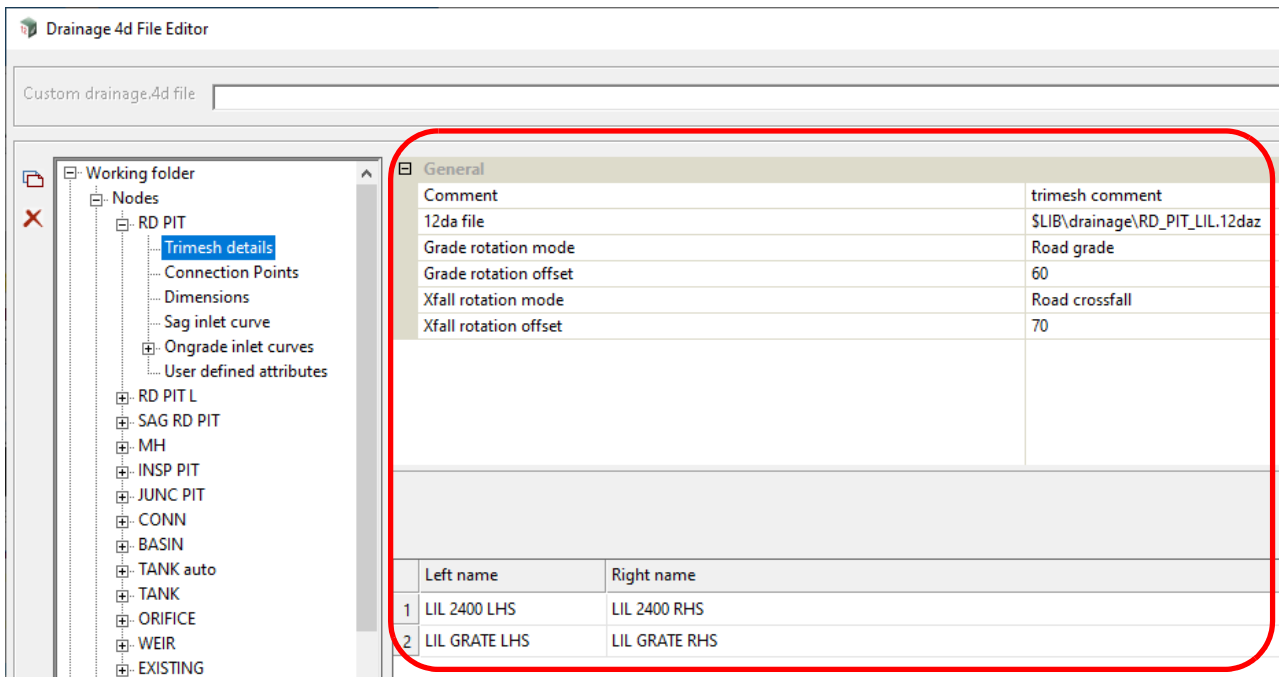 Drainage 4d File Editor
Custom drainage.4d file
Working folder
Nodes
RD PIT
Trimesh details
Connection Points
Dimensions
Sag inlet curve
Ongrade inlet curves
User defined attributes
RD PIT L
SAG RD PIT
MH
INSP PIT
JUNC PIT
CONN
BASIN
TANK auto
TANK
ORIFICE
WEIR
EXISTING
General
Comment trimesh comment
12da file $LIB\drainage\RD_PIT_LIL.12daz
Grade rotation mode Road grade
Grade rotation offset 60
Xfall rotation mode Road crossfall
Xfall rotation offset 70
Left name Right name
1 LIL 2400 LHS LIL 2400 RHS
2 LIL GRATE LHS LIL GRATE RHS